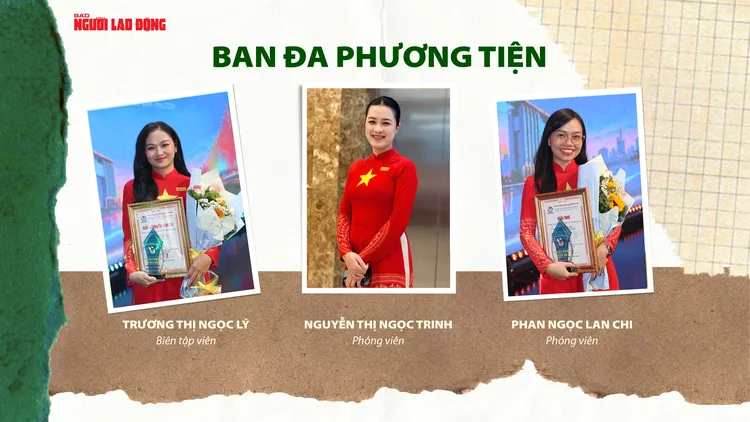 BÁO
NGƯỜI LAO ĐỘNG
BAN ĐA PHƯƠNG TIỆN
TRƯƠNG THỊ NGỌC LÝ
Biên tập viên
NGUYỄN THỊ NGỌC TRINH
Phóng viên
PHAN NGỌC LAN CHI
Phóng viên